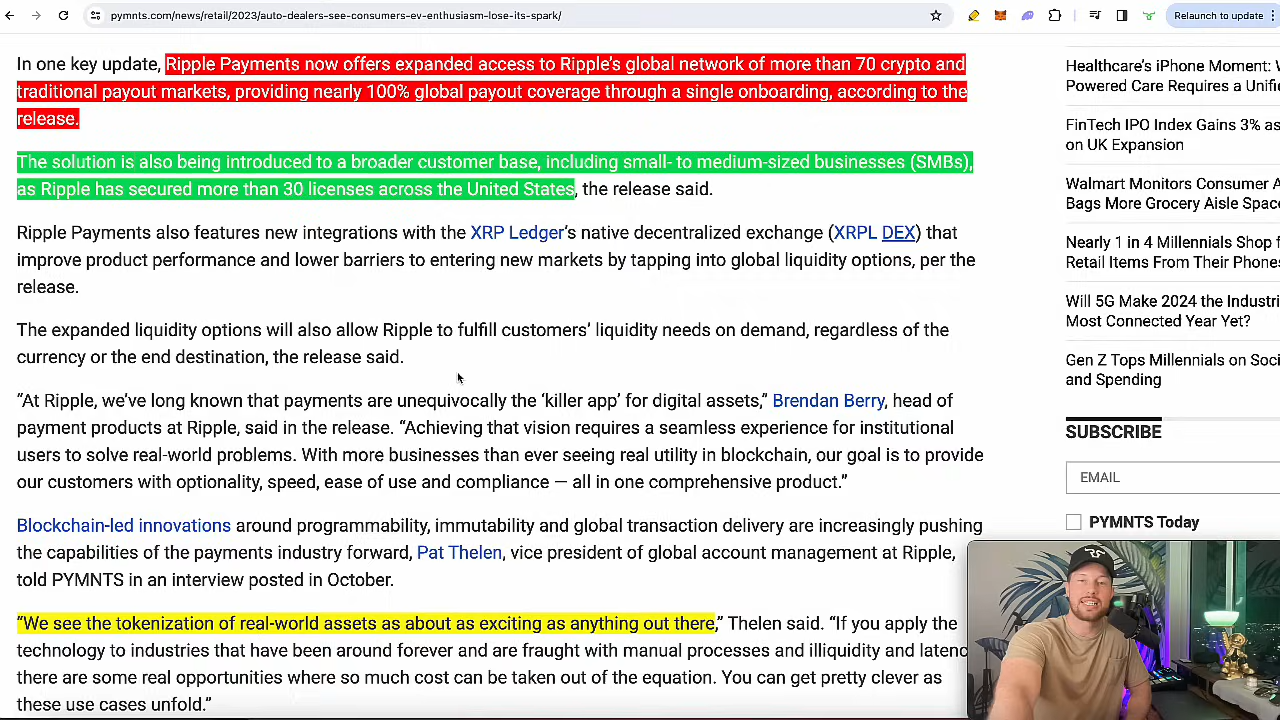 pymnts.com/news/retail/2023/auto-dealers-see-consumers-ev-enthusiasm-lose-its-spark/
Relaunch to update
In one key update, Ripple Payments now offers expanded access to Ripple's global network of more than 70 crypto and
traditional payout markets, providing nearly 100% global payout coverage through a single onboarding, according to the
release.
The solution is also being introduced to a broader customer base, including small- to medium-sized businesses (SMBs),
as Ripple has secured more than 30 licenses across the United States, the release said.
Ripple Payments also features new integrations with the XRP Ledger's native decentralized exchange (XRPL DEX) that
improve product performance and lower barriers to entering new markets by tapping into global liquidity options, per the
release.
The expanded liquidity options will also allow Ripple to fulfill customers' liquidity needs on demand, regardless of the
currency or the end destination, the release said.
“At Ripple, we've long known that payments are unequivocally the ‘killer app’ for digital assets,” Brendan Berry, head of
payment products at Ripple, said in the release. “Achieving that vision requires a seamless experience for institutional
users to solve real-world problems. With more businesses than ever seeing real utility in blockchain, our goal is to provide
our customers with optionality, speed, ease of use and compliance — all in one comprehensive product.”
Blockchain-led innovations around programmability, immutability and global transaction delivery are increasingly pushing
the capabilities of the payments industry forward, Pat Thelen, vice president of global account management at Ripple,
told PYMNTS in an interview posted in October.
“We see the tokenization of real-world assets as about as exciting as anything out there,” Thelen said. “If you apply the
technology to industries that have been around forever and are fraught with manual processes and illiquidity and latenc
there are some real opportunities where so much cost can be taken out of the equation. You can get pretty clever as
these use cases unfold.”
Healthcare's iPhone Moment:
Powered Care Requires a Unifi
FinTech IPO Index Gains 3% as
on UK Expansion
Walmart Monitors Consumer A
Bags More Grocery Aisle Spac
Nearly 1 in 4 Millennials Shop f
Retail Items From Their Phones
Will 5G Make 2024 the Industri
Most Connected Year Yet?
Gen Z Tops Millennials on Soci
and Spending
SUBSCRIBE
EMAIL
PYMNTS Today